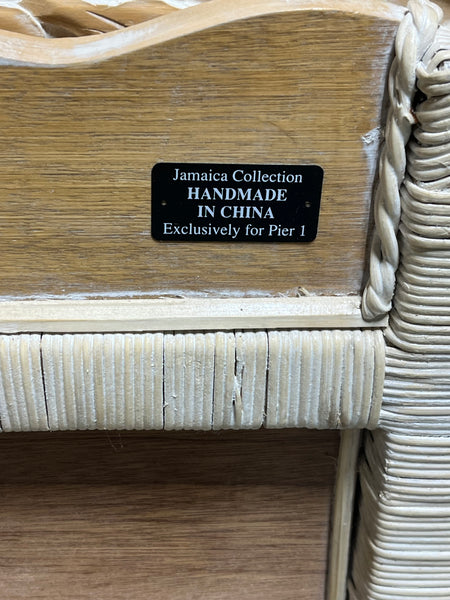 Jamaica Collection
HANDMADE
IN CHINA
Exclusively for Pier 1